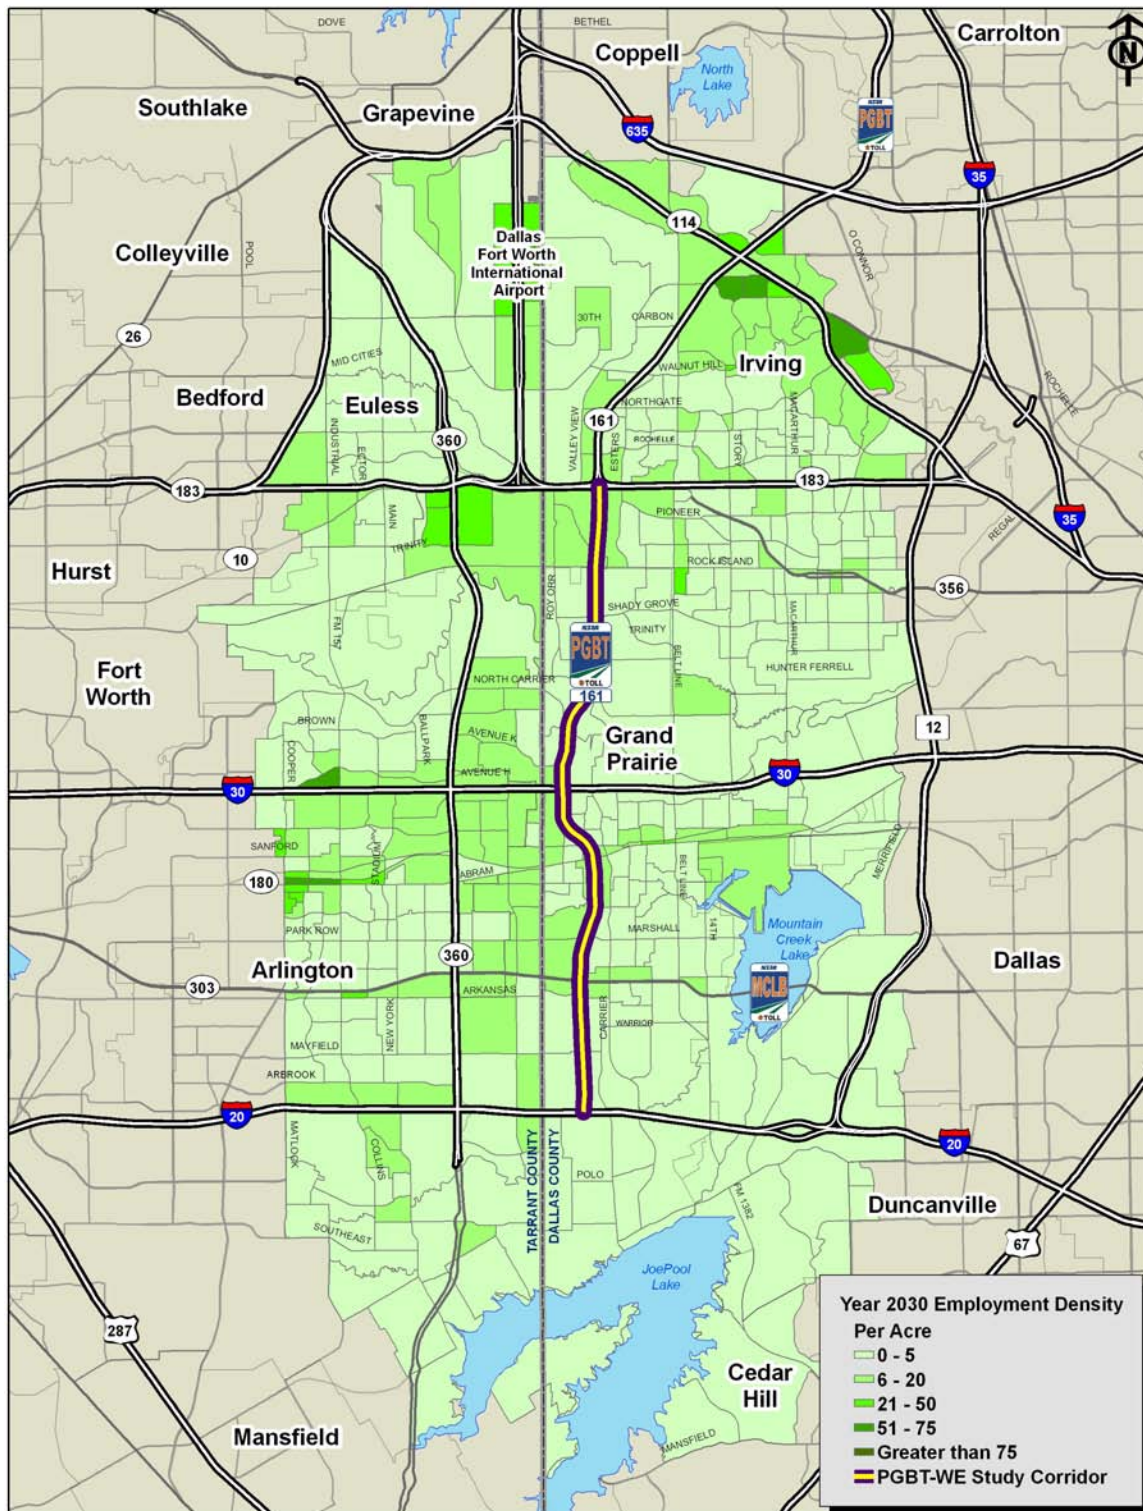 DOVE
BETHEL
Carrolton
Coppell
N
North
Lake
Southlake
Grapevine
PGBT
TOLL
635
35
114
O CONNOR
Colleyville
POOL
Dallas
Fort Worth
International
Airport
26
30TH
CARBON
MID CITIES
WALNUT HILL
Irving
ROCHELLE
Bedford
Euless
NORTHGATE
MACARTHUR
161
INDUSTRIAL
ECTOR
360
VALLEY VIEW
ESTERS
ROCHELLE
STORY
183
183
MAIN
PIONEER
35
REGAL
TRINITY
10
ROCK ISLAND
Hurst
356
ROY ORR
SHADY GROVE
MACARTHUR
FM 157
TRINITY
PGBT
TOLL
161
BELT LINE
HUNTER FERRELL
Fort
Worth
NORTH CARRIER
BROWN
BALLPARK
12
AVENUE K
Grand
Prairie
COOPER
AVENUE H
30
30
SANFORD
STADIUM
MERRIFIELD
180
ABRAM
BELT LINE
PARK ROW
MARSHALL
14TH
Mountain
Creek
Lake
360
Arlington
Dallas
303
ARKANSAS
MCLB
TOLL
NEW YORK
CARRIER
WARRIOR
MAYFIELD
ARBROOK
20
20
MATLOCK
COLLINS
POLO
TARRANT COUNTY
DALLAS COUNTY
FM 1382
Duncanville
SOUTHEAST
67
JoePool
Lake
287
Cedar
Hill
Mansfield
MANSFIELD
Year 2030 Employment Density
Per Acre
0 - 5
6 - 20
21 - 50
51 - 75
Greater than 75
PGBT-WE Study Corridor